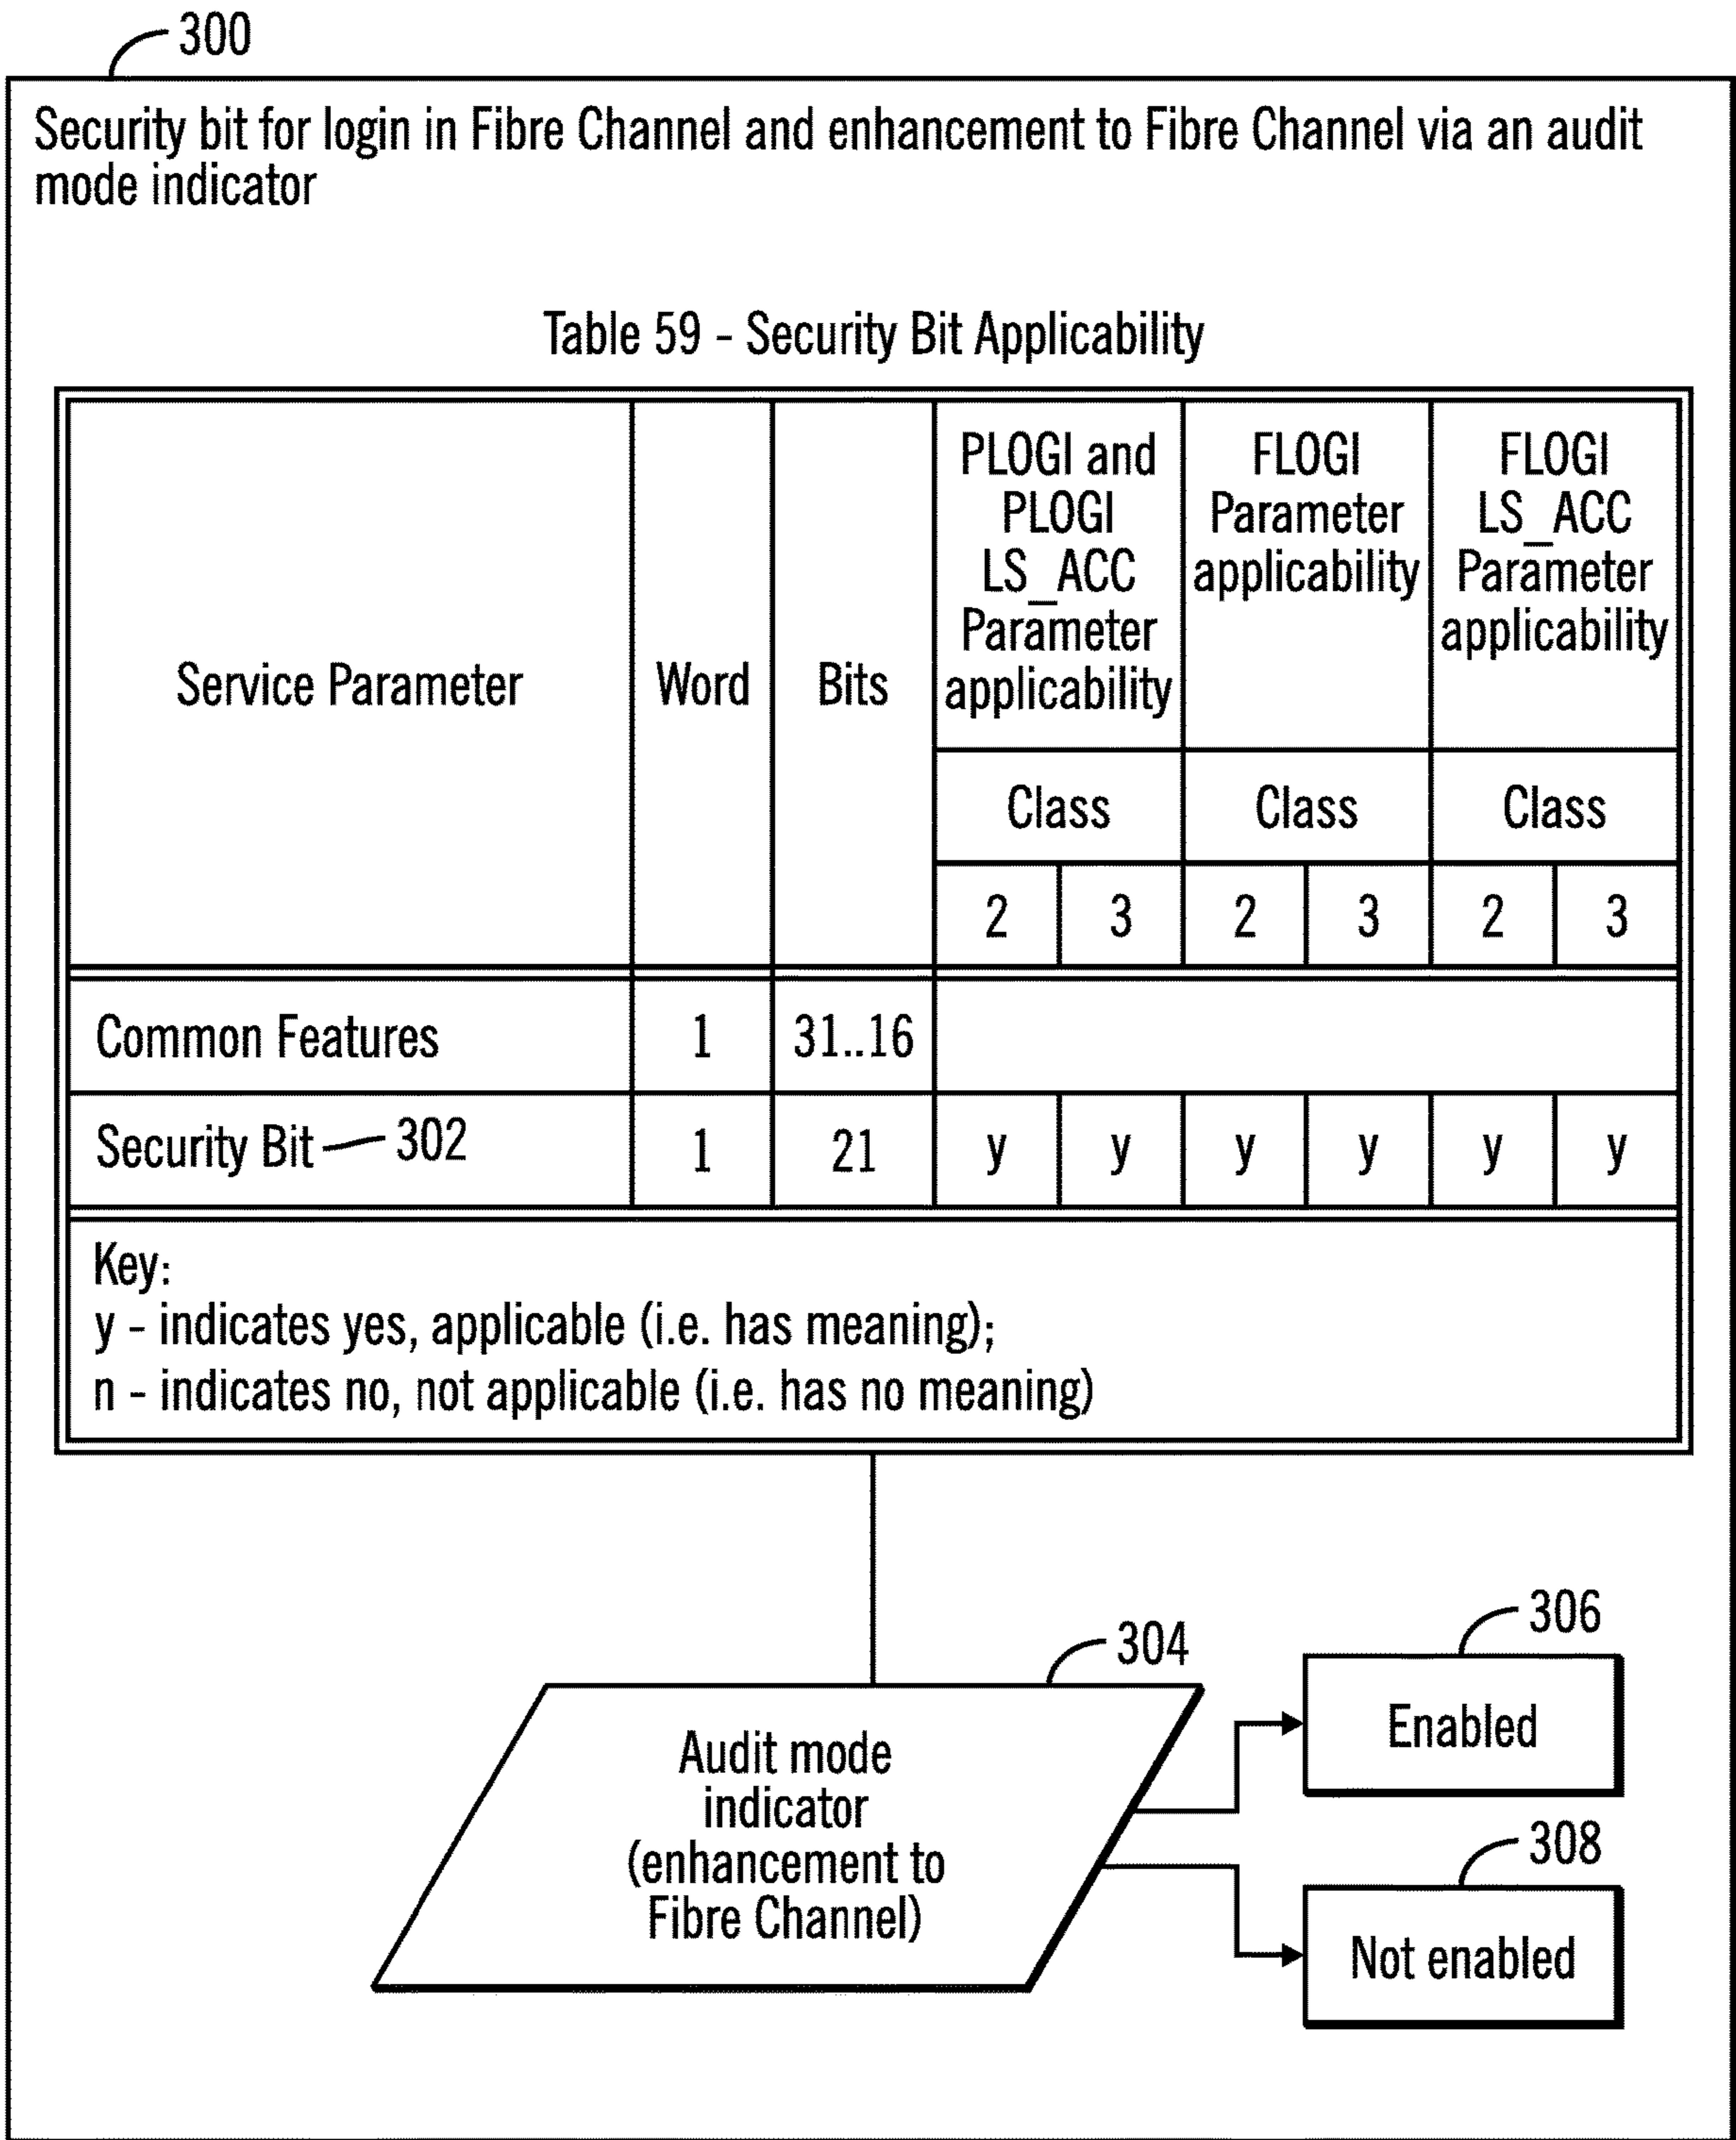 300
Security bit for login in Fibre Channel and enhancement to Fibre Channel via an audit
mode indicator
Table 59 - Security Bit Applicability
Service Parameter
Word
Bits
PLOGI and
PLOGI
LS_ACC
Parameter
applicability
FLOGI
Parameter
applicability
FLOGI
LS_ACC
Parameter
applicability
Class Class Class
2 3 2 3 2 3
Common Features 1 31..16
Security Bit 302 1 21 y y y y y y
Key:
y - indicates yes, applicable (i.e. has meaning);
n - indicates no, not applicable (i.e. has no meaning)
304
Audit mode
indicator
(enhancement to
Fibre Channel)
306
Enabled
308
Not enabled